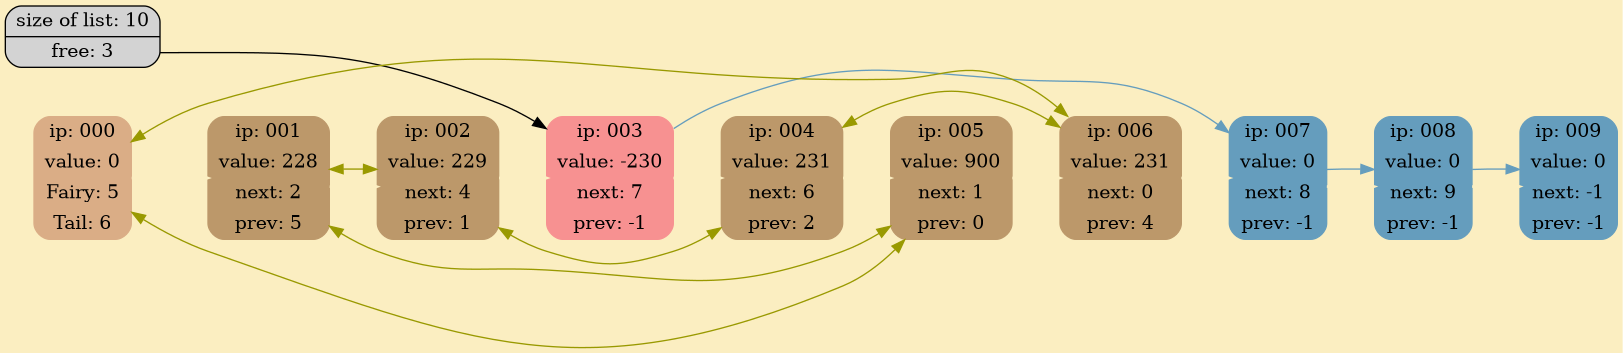 size of list: 10
free: 3
ip: 000
value: 0
Fairy: 5
Tail: 6
ip: 001
value: 228
next: 2
prev: 5
ip: 002
value: 229
next: 4
prev: 1
ip: 003
value: -230
next: 7
prev: -1
ip: 004
value: 231
next: 6
prev: 2
ip: 005
value: 900
next: 1
prev: 0
ip: 006
value: 231
next: 0
prev: 4
ip: 007
value: 0
next: 8
prev: -1
ip: 008
value: 0
next: 9
prev: -1
ip: 009
value: 0
next: -1
prev: -1